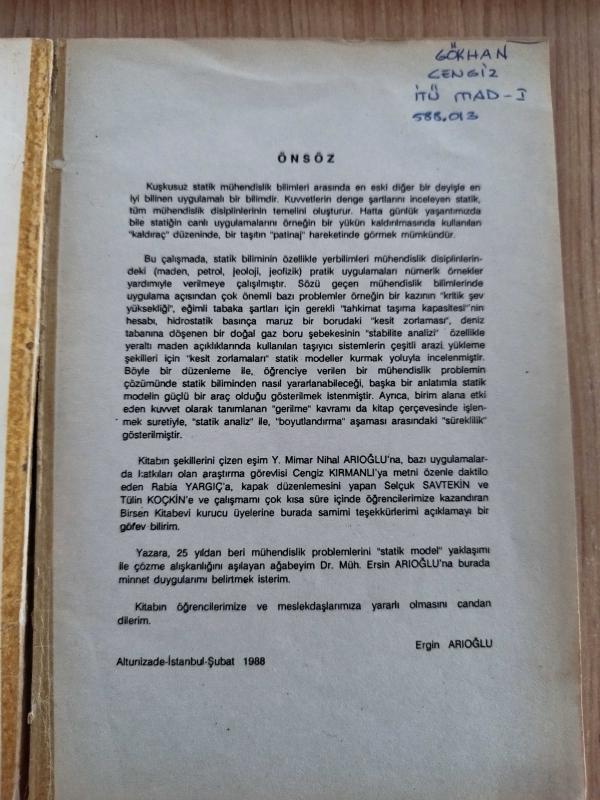 GÖKHAN
CENGİZ
İTÜ MAD-I
588.013
ÖNSÖZ
Kuşkusuz statik mühendislik bilimleri arasında en eski diğer bir deyişle en
iyi bilinen uygulamalı bir bilimdir. Kuvvetlerin denge şartlarını inceleyen statik,
tüm mühendislik disiplinlerinin temelini oluşturur. Hatta günlük yaşantımızda
bile statiğin canlı uygulamalarını örneğin bir yükün kaldırılmasında kullanılan
"kaldıraç" düzeninde, bir taşıtın "patinaj" hareketinde görmek mümkündür.
Bu çalışmada, statik biliminin özellikle yerbilimleri mühendislik disiplinlerin-
deki (maden, petrol, jeoloji, jeofizik) pratik uygulamaları nümerik örnekler
yardımıyle verilmeye çalışılmıştır. Sözü geçen mühendislik bilimlerinde
uygulama açısından çok önemli bazı problemler örneğin bir kazının "kritik şev
yüksekliği", eğimli tabaka şartları için gerekli "tahkimat taşıma kapasitesi"nin
hesabı, hidrostatik basınça maruz bir borudaki "kesit zorlaması", deniz
tabanına döşenen bir doğal gaz boru şebekesinin "stabilite analizi" özellikle
yeraltı maden açıklıklarında kullanılan taşıyıcı sistemlerin çeşitli arazi yükleme
şekilleri için "kesit zorlamaları" statik modeller kurmak yoluyla incelenmiştir.
Böyle bir düzenleme ile, öğrenciye verilen bir mühendislik problemin
çözümünde statik biliminden nasıl yararlanabileceği, başka bir anlatımla statik
modelin güçlü bir araç olduğu gösterilmek istenmiştir. Ayrıca, birim alana etki
eden kuvvet olarak tanımlanan "gerilme" kavramı da kitap çerçevesinde işlen-
mek suretiyle, "statik analiz" ile, "boyutlandırma" aşaması arasındaki "süreklilik"
gösterilmiştir.
Kitabın şekillerini çizen eşim Y. Mimar Nihal ARIOĞLU'na, bazı uygulamalar-
da katkıları olan araştırma görevlisi Cengiz KIRMANLI'ya metni özenle daktilo
eden Rabia YARGIÇ'a, kapak düzenlemesini yapan Selçuk SAVTEKİN ve
Tülin KOÇKİN'e ve çalışmamı çok kısa süre içinde öğrencilerimize kazandıran
Birsen Kitabevi kurucu üyelerine burada samimi teşekkürlerimi açıklamayı bir
görev bilirim.
Yazara, 25 yıldan beri mühendislik problemlerini "statik model" yaklaşımı
ile çözme alışkanlığını aşılayan ağabeyim Dr. Müh. Ersin ARIOĞLU'na burada
minnet duygularımı belirtmek isterim.
Kitabın öğrencilerimize ve meslekdaşlarımıza yararlı olmasını candan
dilerim.
Ergin ARIOĞLU
Altunizade-İstanbul-Şubat 1988